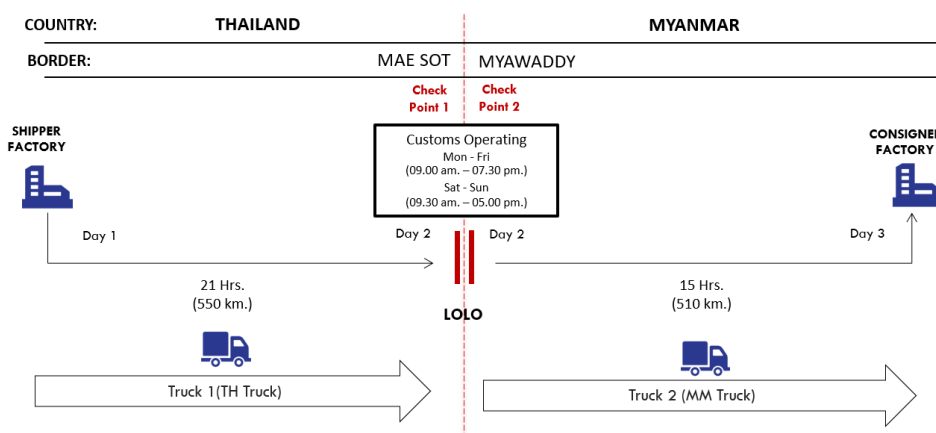 COUNTRY: THAILAND MYANMAR
BORDER: MAE SOT MYAWADDY
Check Point 1
Check Point 2
SHIPPER
FACTORY
Customs Operating
Mon - Fri
(09.00 am. – 07.30 pm.)
Sat - Sun
(09.30 am. – 05.00 pm.)
CONSIGNEE
FACTORY
Day 1
Day 2
Day 2
Day 3
21 Hrs.
(550 km.)
15 Hrs.
(510 km.)
LOLO
Truck 1(TH Truck)
Truck 2 (MM Truck)